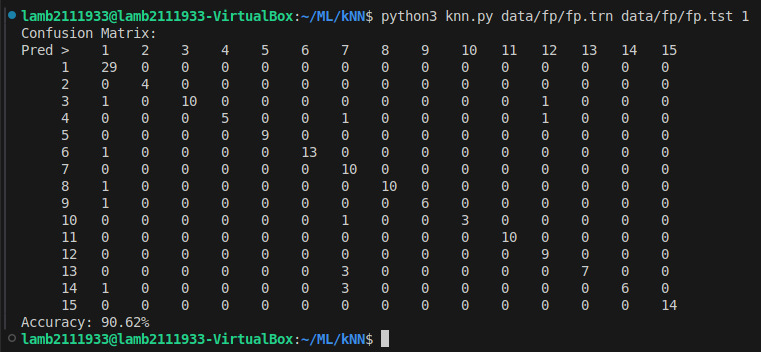 lamb2111933@lamb2111933-VirtualBox:~/ML/kNN$ python3 knn.py data/fp/fp.trn data/fp/fp.tst 1
Confusion Matrix:
Pred > 1 2 3 4 5 6 7 8 9 10 11 12 13 14 15
1 29 0 0 0 0 0 0 0 0 0 0 0 0 0 0
2 0 4 0 0 0 0 0 0 0 0 0 0 0 0 0
3 1 0 10 0 0 0 0 0 0 0 0 1 0 0 0
4 0 0 0 5 0 0 1 0 0 0 0 1 0 0 0
5 0 0 0 0 9 0 0 0 0 0 0 0 0 0 0
6 1 0 0 0 0 13 0 0 0 0 0 0 0 0 0
7 0 0 0 0 0 0 10 0 0 0 0 0 0 0 0
8 1 0 0 0 0 0 0 10 0 0 0 0 0 0 0
9 1 0 0 0 0 0 0 0 6 0 0 0 0 0 0
10 0 0 0 0 0 0 1 0 0 3 0 0 0 0 0
11 0 0 0 0 0 0 0 0 0 0 10 0 0 0 0
12 0 0 0 0 0 0 0 0 0 0 0 9 0 0 0
13 0 0 0 0 0 0 3 0 0 0 0 0 7 0 0
14 1 0 0 0 0 0 3 0 0 0 0 0 0 6 0
15 0 0 0 0 0 0 0 0 0 0 0 0 0 0 14
Accuracy: 90.62%
lamb2111933@lamb2111933-VirtualBox:~/ML/kNN$